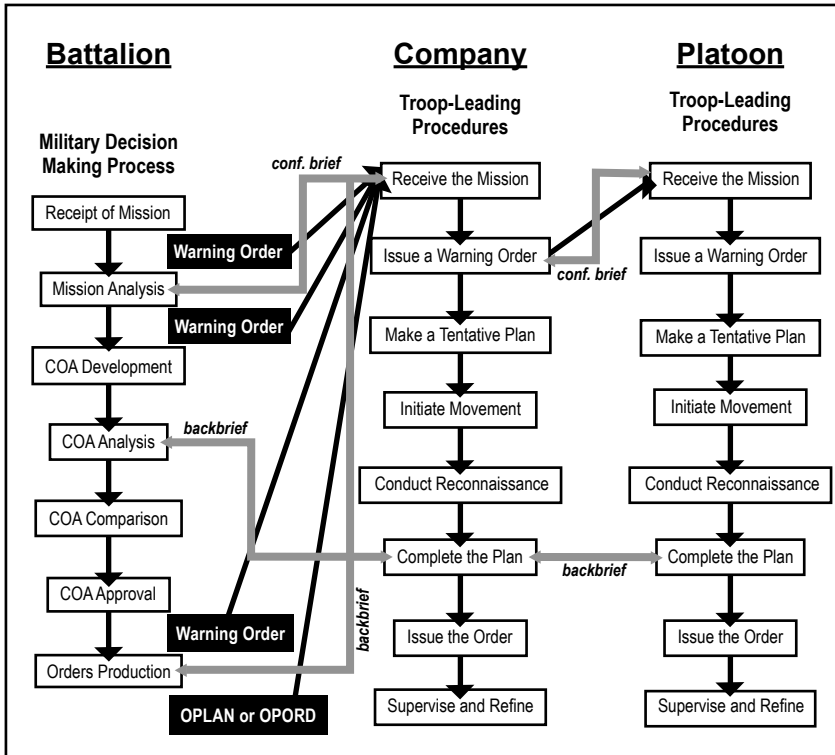 Battalion
Company
Platoon
Military Decision
Making Process
Troop-Leading
Procedures
Troop-Leading
Procedures
conf. brief
Receipt of Mission
Warning Order
Mission Analysis
Warning Order
COA Development
backbrief
COA Analysis
COA Comparison
COA Approval
Warning Order
Orders Production
OPLAN or OPORD
backbrief
Receive the Mission
Issue a Warning Order
conf. brief
Make a Tentative Plan
Initiate Movement
Conduct Reconnaissance
Complete the Plan
backbrief
Issue the Order
Supervise and Refine
Receive the Mission
Issue a Warning Order
Make a Tentative Plan
Initiate Movement
Conduct Reconnaissance
Complete the Plan
Issue the Order
Supervise and Refine